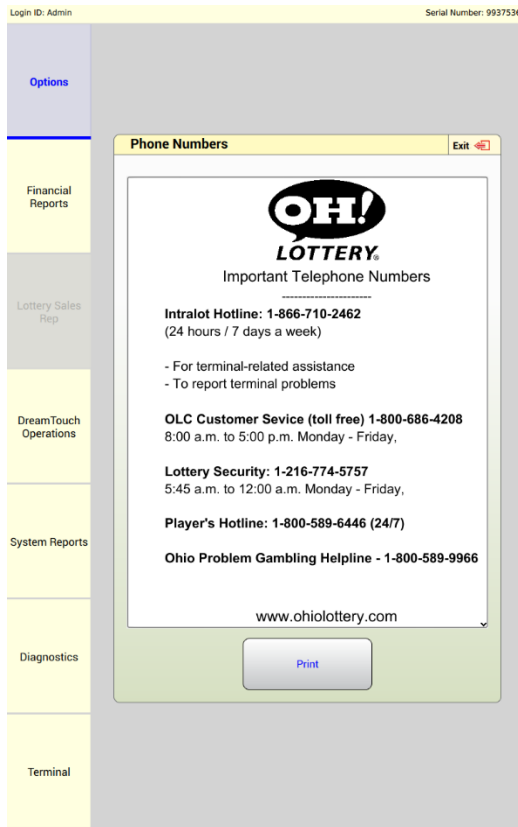 Login ID: Admin
Serial Number: 9937536
Options
Financial
Reports
Lottery Sales
Rep
DreamTouch
Operations
System Reports
Diagnostics
Terminal
Phone Numbers
Exit
OH!
LOTTERY®
Important Telephone Numbers
----------------------
Intralot Hotline: 1-866-710-2462
(24 hours / 7 days a week)
- For terminal-related assistance
- To report terminal problems
OLC Customer Sevice (toll free) 1-800-686-4208
8:00 a.m. to 5:00 p.m. Monday - Friday,
Lottery Security: 1-216-774-5757
5:45 a.m. to 12:00 a.m. Monday - Friday,
Player's Hotline: 1-800-589-6446 (24/7)
Ohio Problem Gambling Helpline - 1-800-589-9966
www.ohiolottery.com
Print